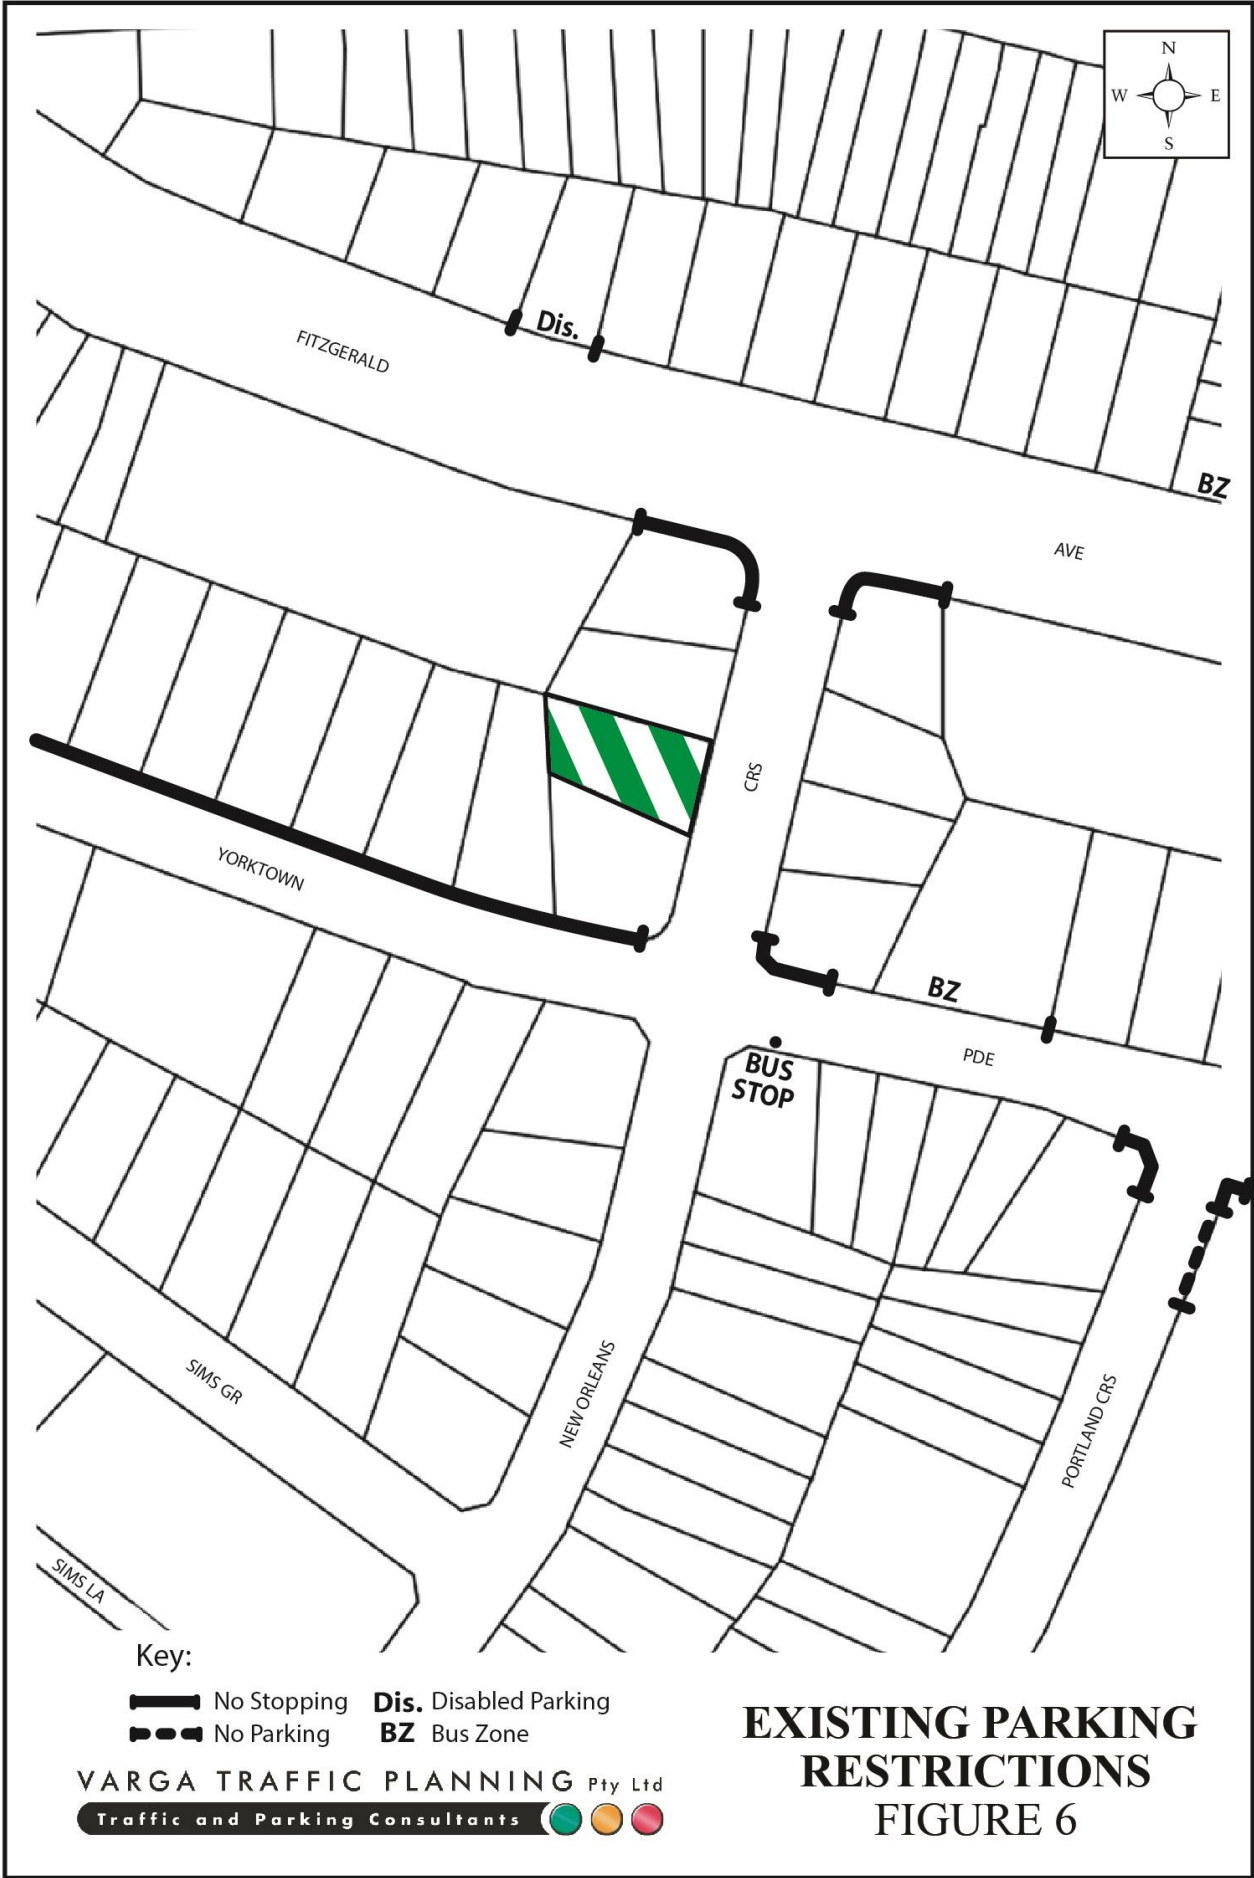 N
W E
S
Dis.
FITZGERALD
BZ
AVE
CRS
YORKTOWN
BZ
PDE
BUS
STOP
NEW ORLEANS
PORTLAND CRS
SIMS GR
SIMS LA
Key:
No Stopping Dis. Disabled Parking
No Parking BZ Bus Zone
EXISTING PARKING
RESTRICTIONS
FIGURE 6
VARGA TRAFFIC PLANNING Pty Ltd
Traffic and Parking Consultants